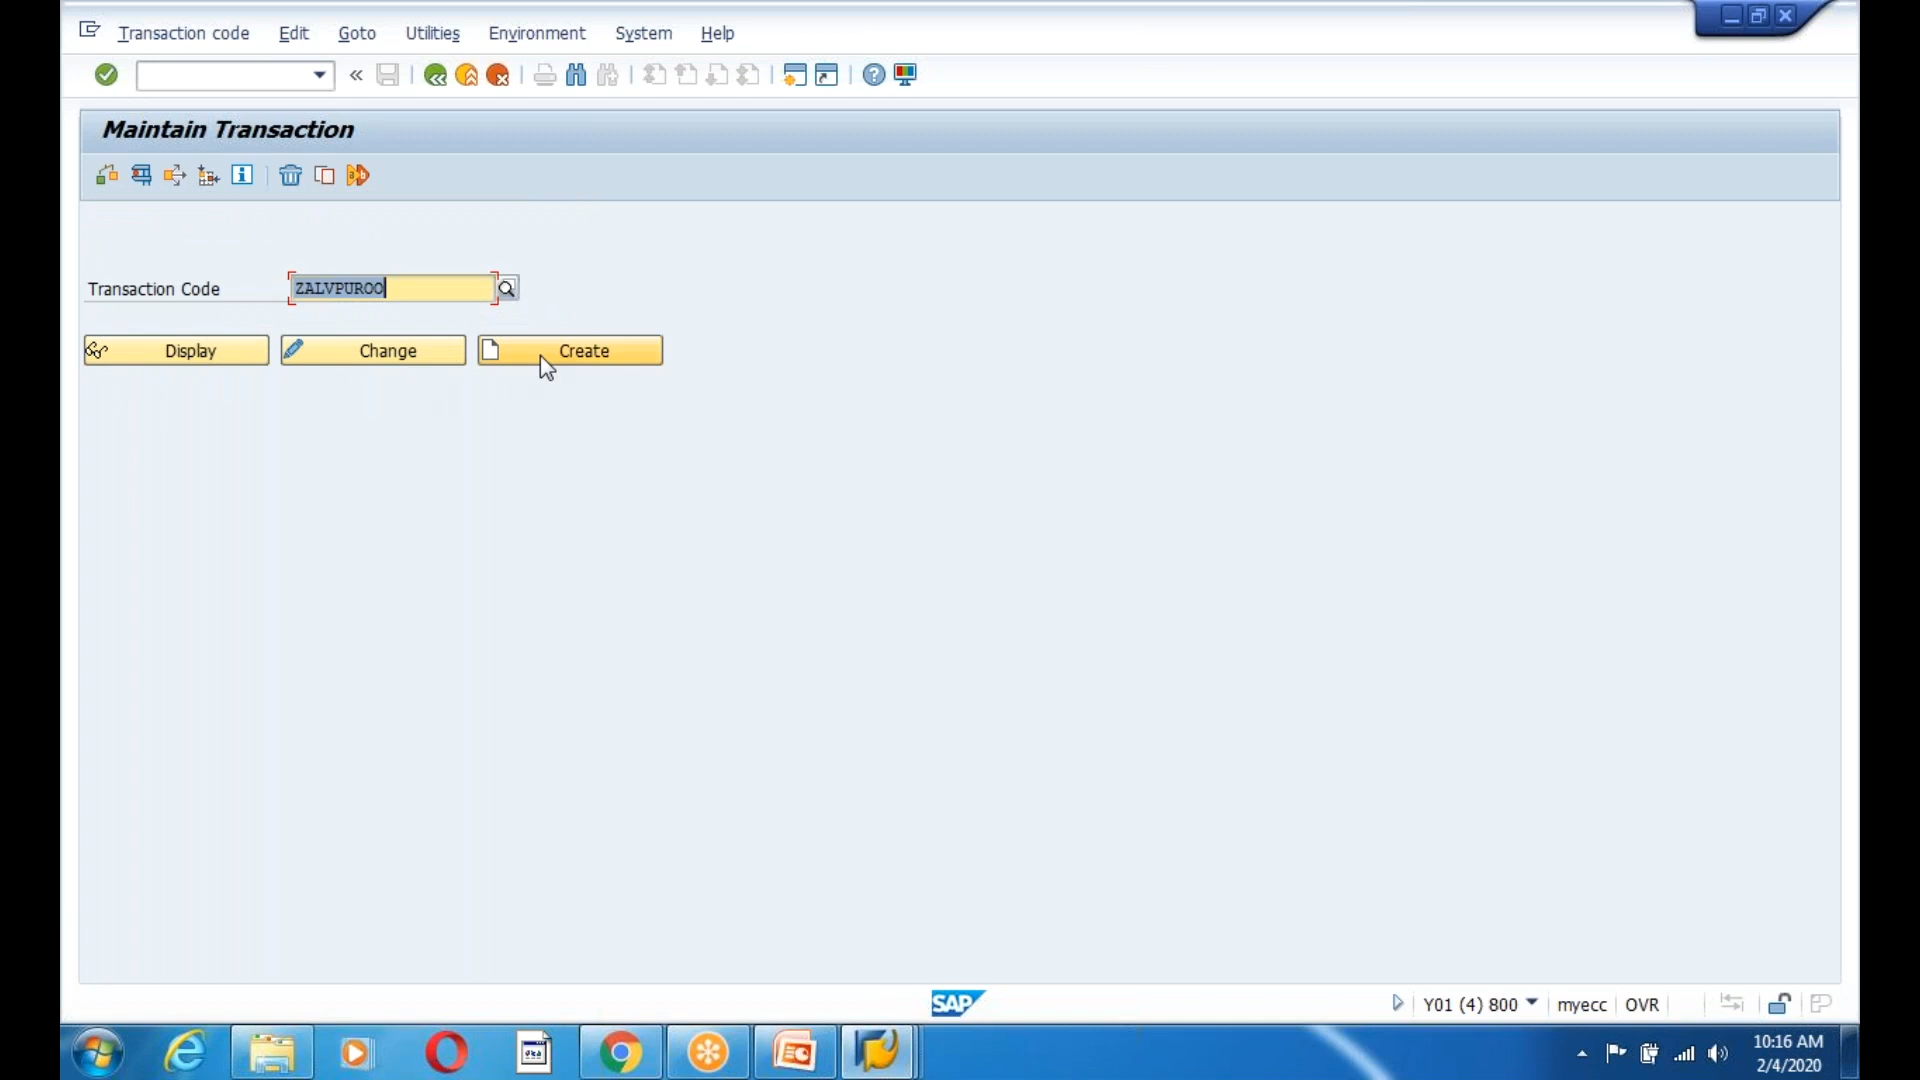 Transaction code Edit Goto Utilities Environment System Help
Maintain Transaction
Transaction Code ZALVPUROO
Display Change Create
SAP Y01 (4) 800 myecc OVR
10:16 AM
2/4/2020